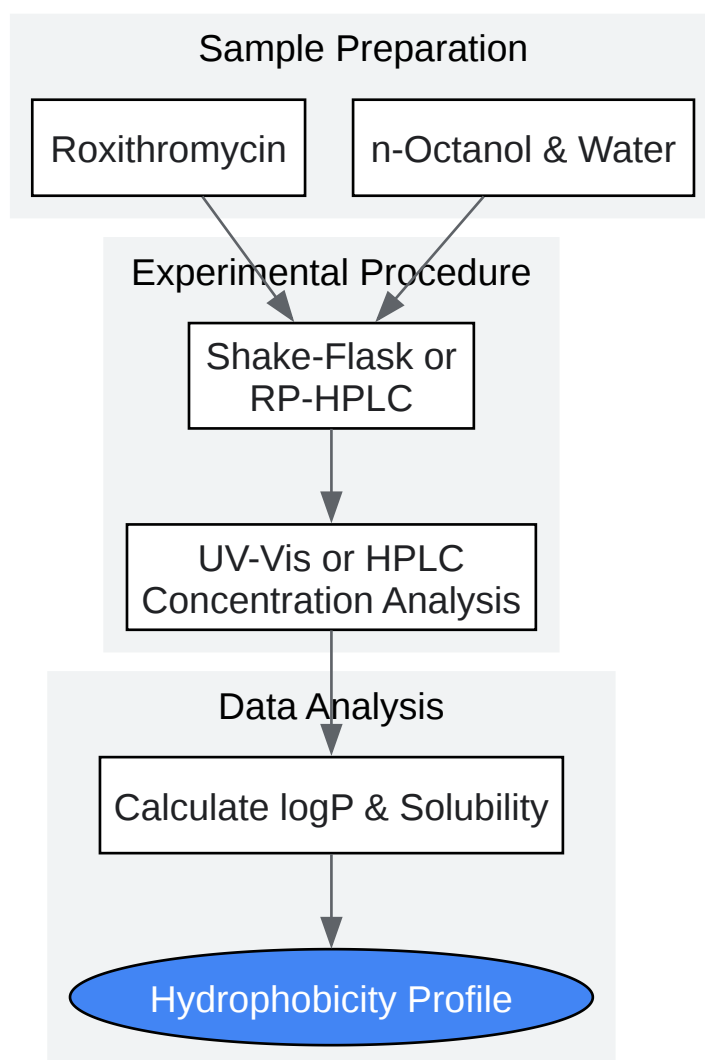 Sample Preparation
Roxithromycin
n-Octanol & Water
Experimental Procedure
Shake-Flask or
RP-HPLC
UV-Vis or HPLC
Concentration Analysis
Data Analysis
Calculate logP & Solubility
Hydrophobicity Profile